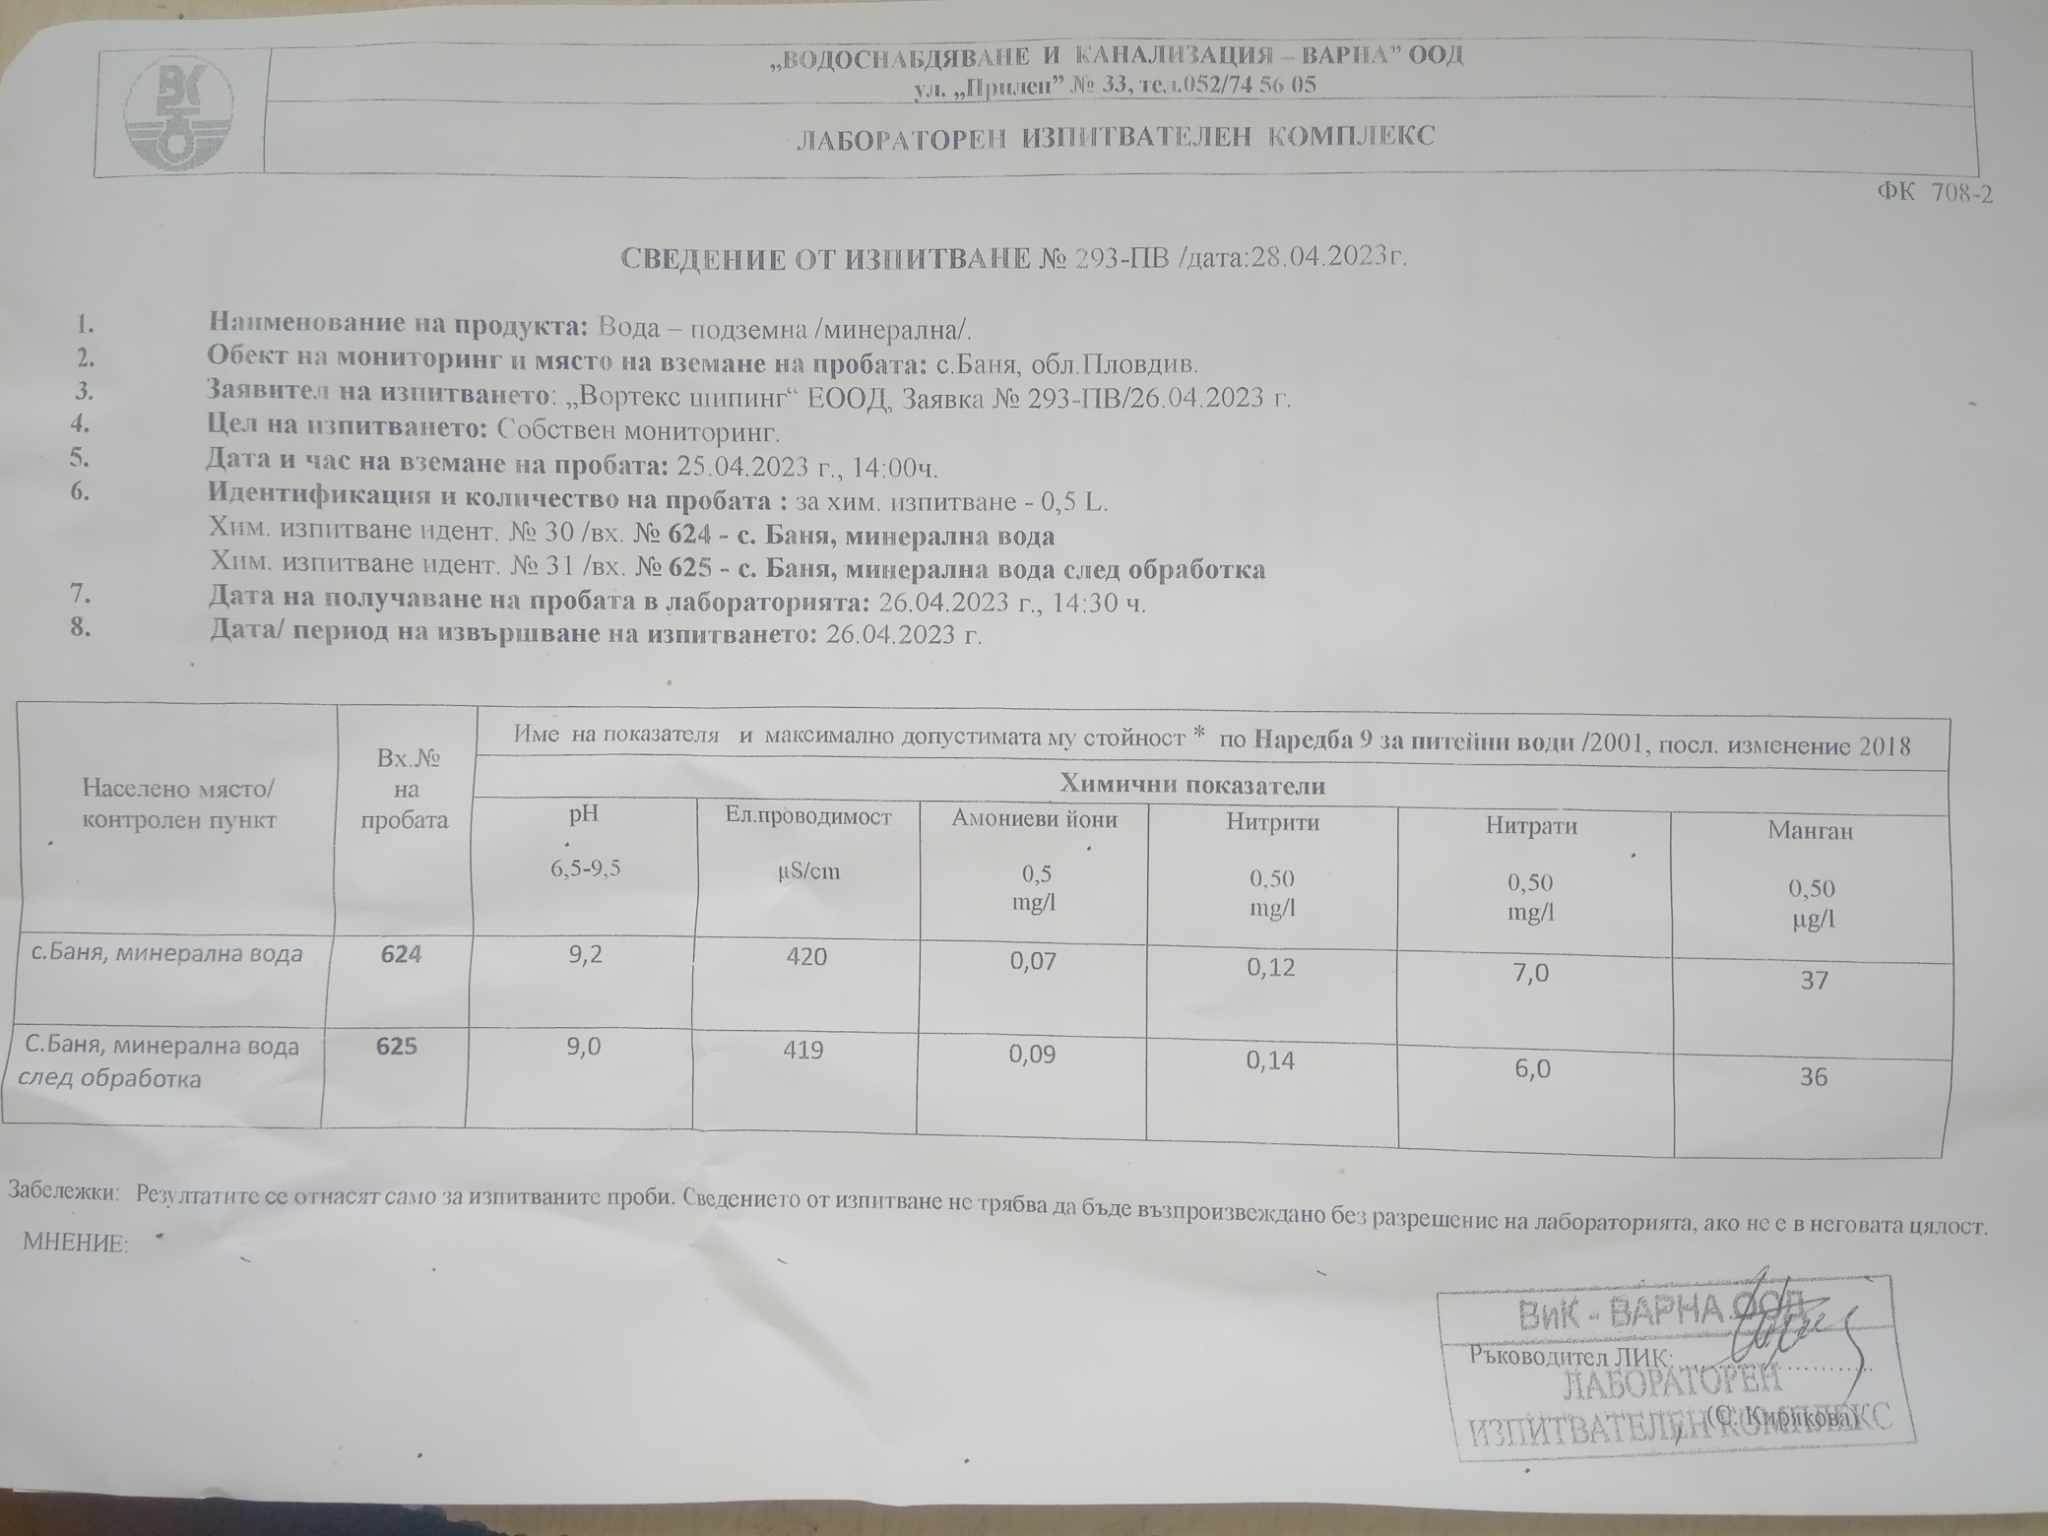 ВК
„ВОДОСНАБДЯВАНЕ И КАНАЛИЗАЦИЯ – ВАРНА” ООД
ул. „Прилеп” № 33, тел.052/74 56 05
ЛАБОРАТОРЕН ИЗПИТВАТЕЛЕН КОМПЛЕКС
ФК 708-2
СВЕДЕНИЕ ОТ ИЗПИТВАНЕ № 293-ПВ /дата:28.04.2023г.
1. Наименование на продукта: Вода – подземна /минерална/.
2. Обект на мониторинг и място на вземане на пробата: с.Баня, обл.Пловдив.
3. Заявител на изпитването: „Вортекс шипинг“ ЕООД, Заявка № 293-ПВ/26.04.2023 г.
4. Цел на изпитването: Собствен мониторинг.
5. Дата и час на вземане на пробата: 25.04.2023 г., 14:00ч.
6. Идентификация и количество на пробата : за хим. изпитване - 0,5 L.
Хим. изпитване идент. № 30 /вх. № 624 - с. Баня, минерална вода
Хим. изпитване идент. № 31 /вх. № 625 - с. Баня, минерална вода след обработка
7. Дата на получаване на пробата в лабораторията: 26.04.2023 г., 14:30 ч.
8. Дата/ период на извършване на изпитването: 26.04.2023 г.
Населено място/ контролен пункт
Вх.№ на пробата
Име на показателя и максимално допустимата му стойност * по Наредба 9 за питейни води /2001, посл. изменение 2018
Химични показатели
pH Ел.проводимост Амониеви йони Нитрити Нитрати Манган
6,5-9,5 µS/cm 0,5 0,50 0,50 0,50
mg/l mg/l mg/l µg/l
с.Баня, минерална вода 624 9,2 420 0,07 0,12 7,0 37
С.Баня, минерална вода 625 9,0 419 0,09 0,14 6,0 36
след обработка
Забележки: Резултатите се отнасят само за изпитваните проби. Сведението от изпитване не трябва да бъде възпроизвеждано без разрешение на лабораторията, ако не е в неговата цялост.
МНЕНИЕ:
ВиК - ВАРНА ООД
Ръководител ЛИК:
ЛАБОРАТОРЕН
(С. Кирякова)
ИЗПИТВАТЕЛЕН КОМПЛЕКС